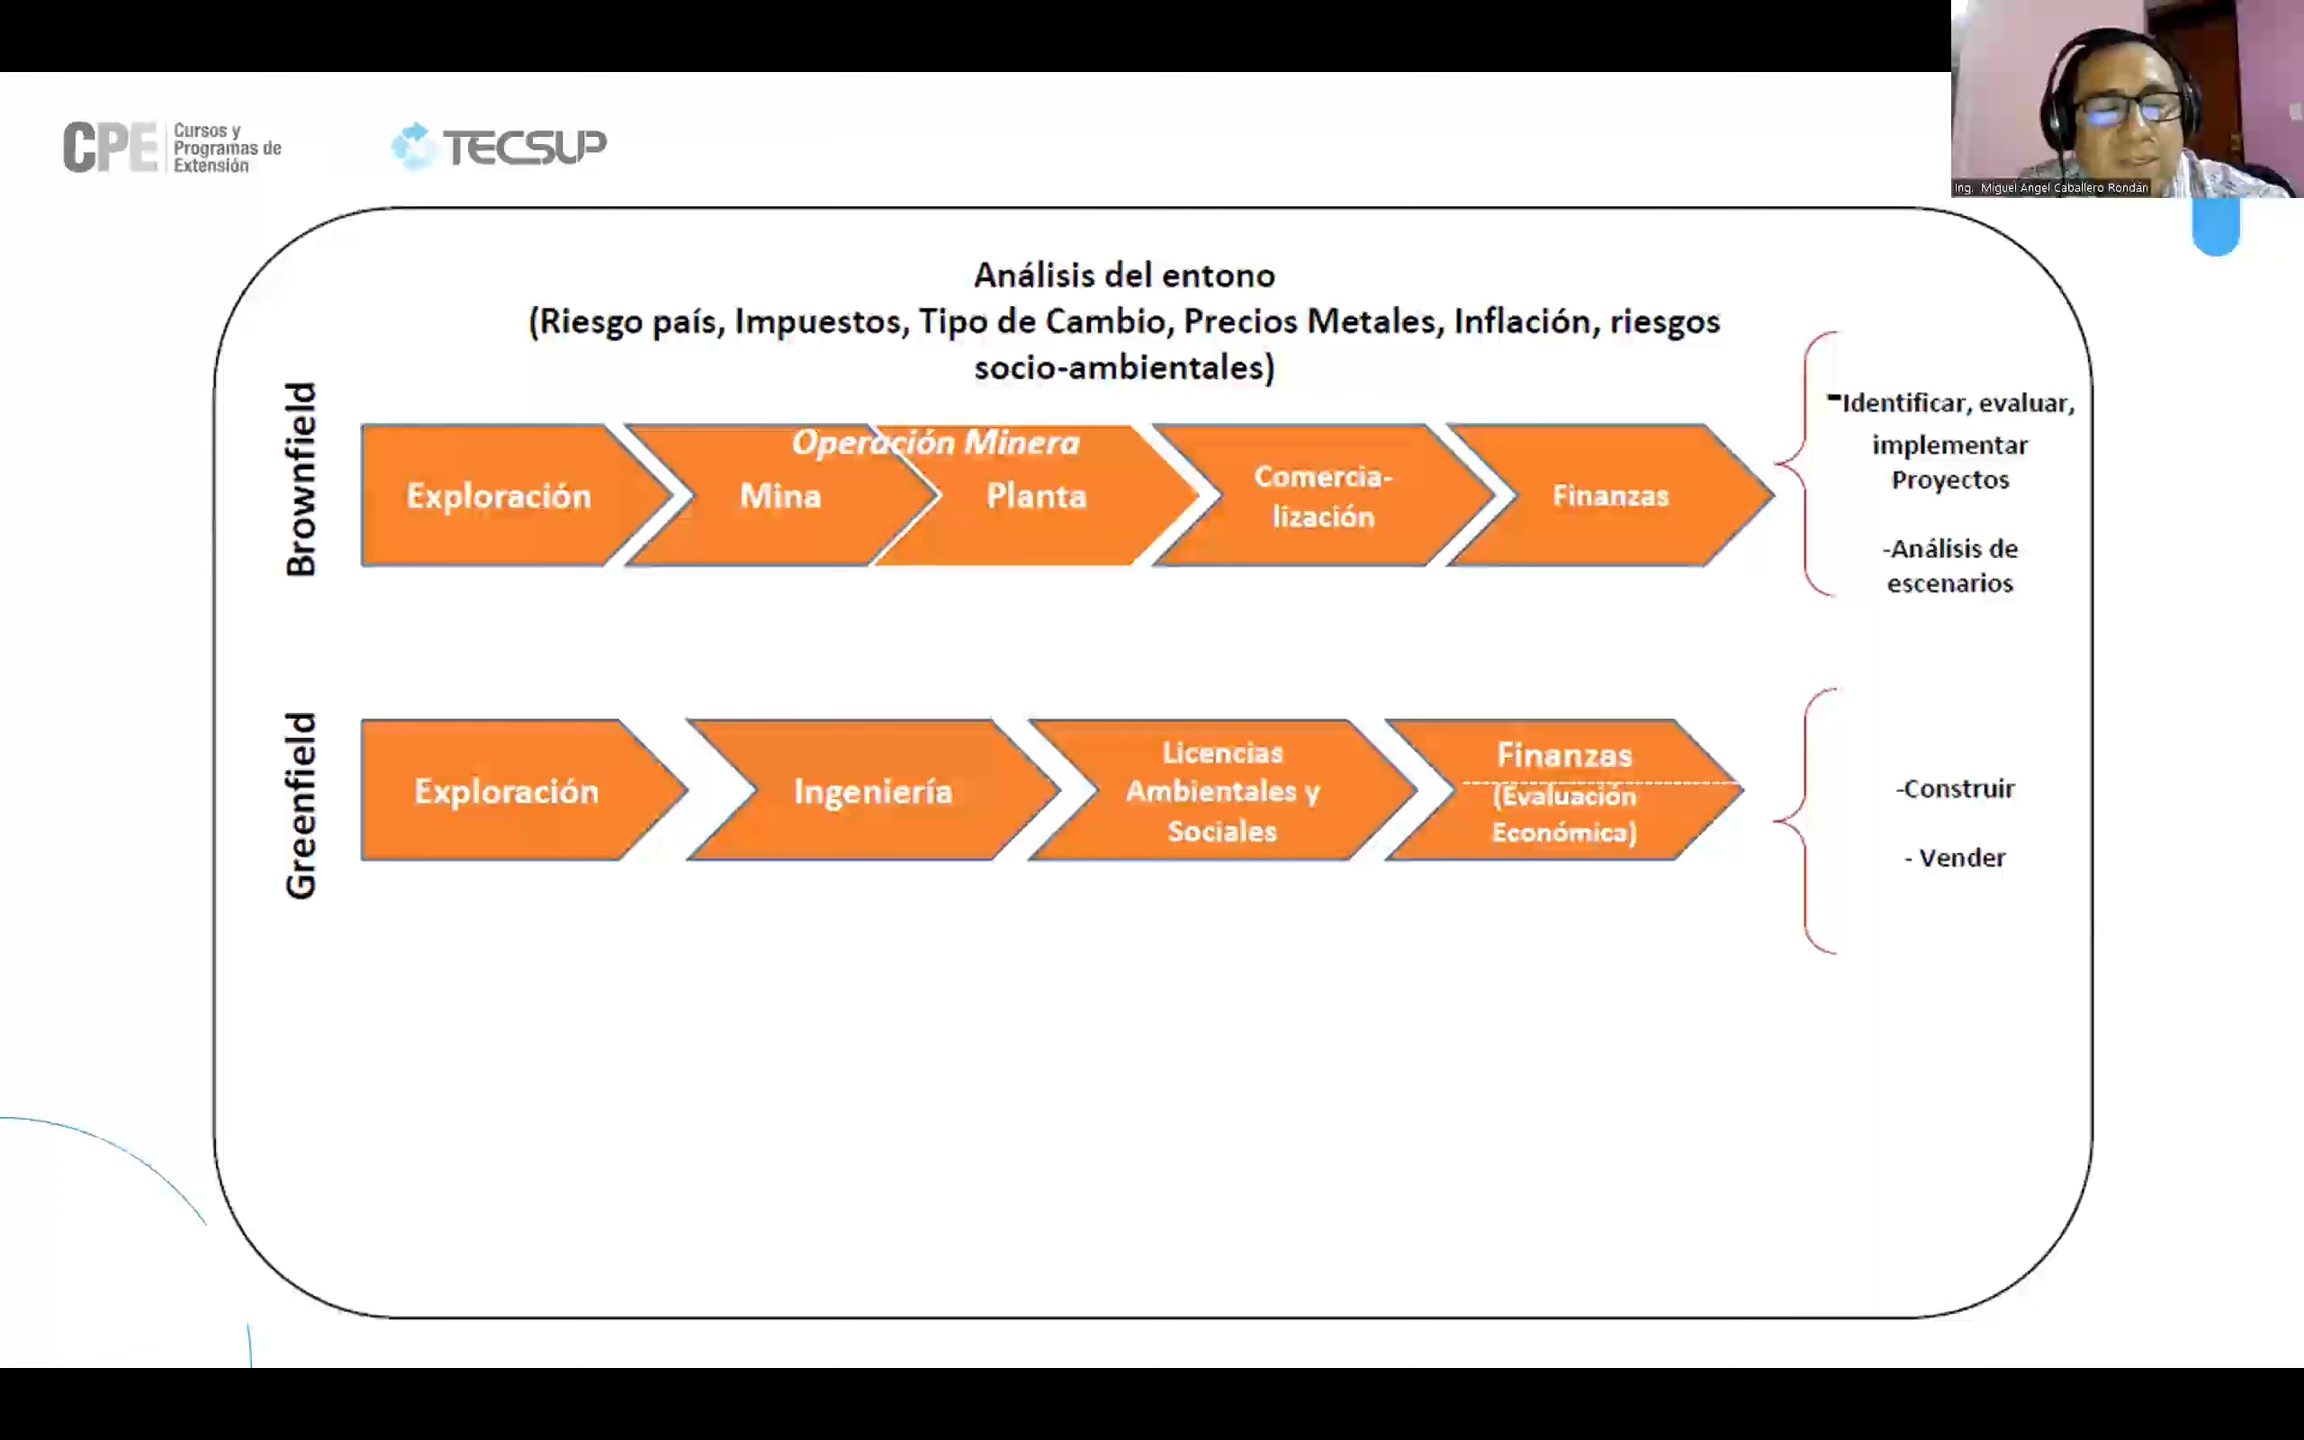 CPE
Cursos y
Programas de
Extensión
TECSUP
Ing. Miguel Angel Caballero Rondán
Análisis del entono
(Riesgo país, Impuestos, Tipo de Cambio, Precios Metales, Inflación, riesgos
socio-ambientales)
Brownfield
Operación Minera
Exploración
Mina
Planta
Comercia-
lización
Finanzas
-Identificar, evaluar,
implementar
Proyectos
-Análisis de
escenarios
Greenfield
Exploración
Ingeniería
Licencias
Ambientales y
Sociales
Finanzas
(Evaluación
Económica)
-Construir
- Vender